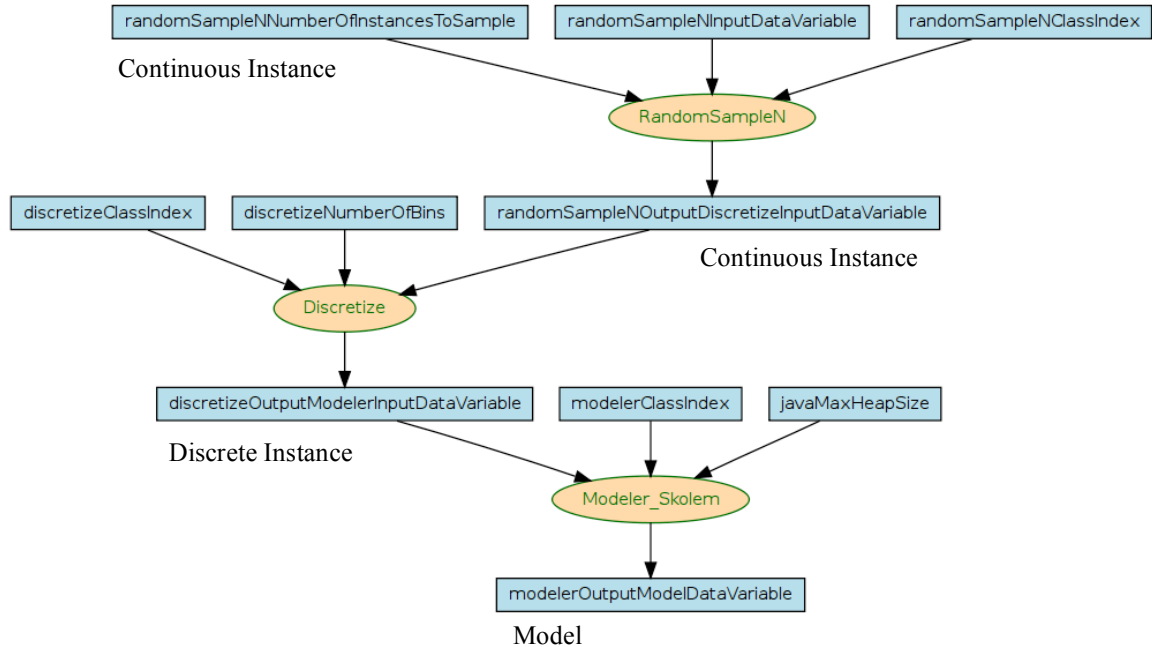 randomSampleNNumberOfInstancesToSample
randomSampleNInputDataVariable
randomSampleNClassIndex
Continuous Instance
RandomSampleN
discretizeClassIndex
discretizeNumberOfBins
randomSampleNOutputDiscretizeInputDataVariable
Continuous Instance
Discretize
discretizeOutputModelerInputDataVariable
modelerClassIndex
javaMaxHeapSize
Discrete Instance
Modeler_Skolem
modelerOutputModelDataVariable
Model